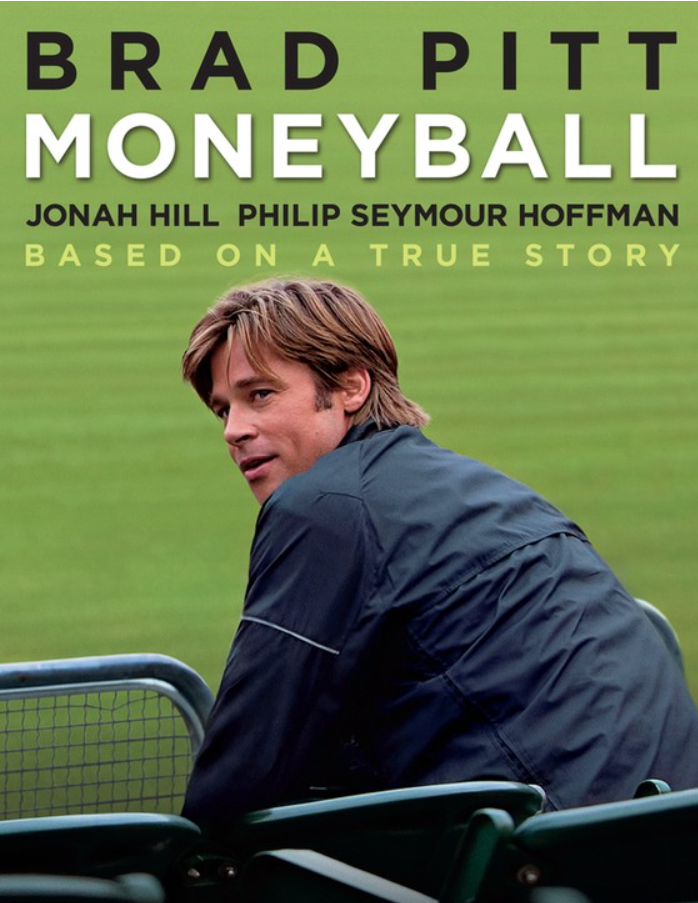 BRAD PITT
MONEYBALL
JONAH HILL PHILIP SEYMOUR HOFFMAN
BASED ON A TRUE STORY